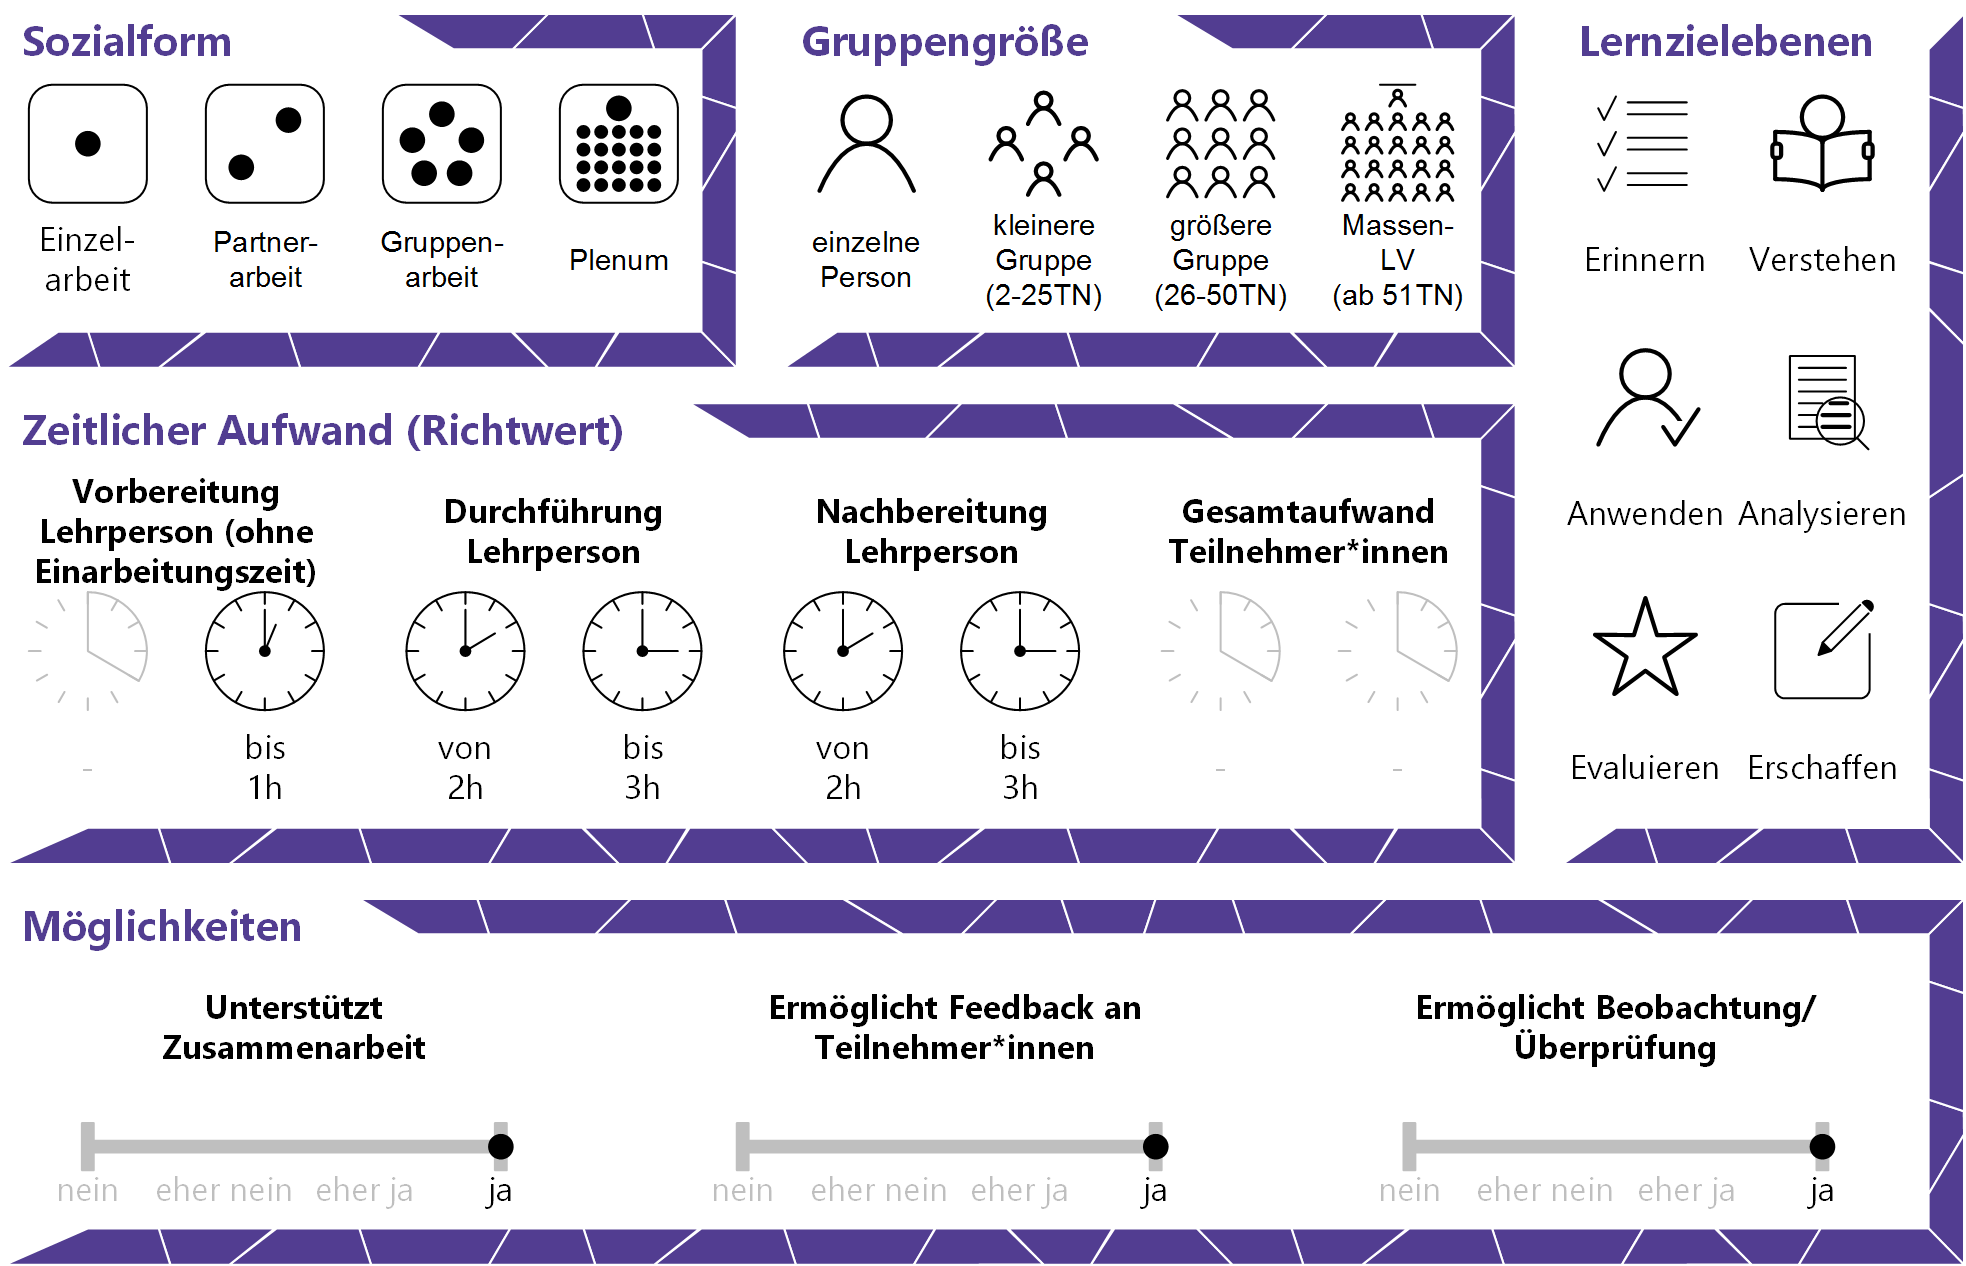 Sozialform
Einzel-
arbeit
Partner-
arbeit
Gruppen-
arbeit
Plenum
Gruppengröße
einzelne
Person
kleinere
Gruppe
(2-25TN)
größere
Gruppe
(26-50TN)
Massen-
LV
(ab 51TN)
Lernzielebenen
Erinnern
Verstehen
Anwenden
Analysieren
Evaluieren
Erschaffen
Zeitlicher Aufwand (Richtwert)
Vorbereitung
Lehrperson (ohne
Einarbeitungszeit)
-
bis
1h
Durchführung
Lehrperson
von
2h
bis
3h
Nachbereitung
Lehrperson
von
2h
bis
3h
Gesamtaufwand
Teilnehmer*innen
-
-
Möglichkeiten
Unterstützt
Zusammenarbeit
nein eher nein eher ja ja
Ermöglicht Feedback an
Teilnehmer*innen
nein eher nein eher ja ja
Ermöglicht Beobachtung/
Überprüfung
nein eher nein eher ja ja